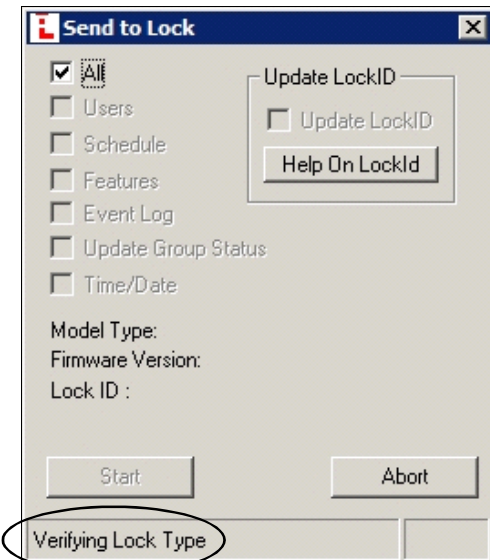 Send to Lock
All
Update LockID
Users
Update LockID
Schedule
Help On LockId
Features
Event Log
Update Group Status
Time/Date
Model Type:
Firmware Version:
Lock ID :
Start
Abort
Verifying Lock Type